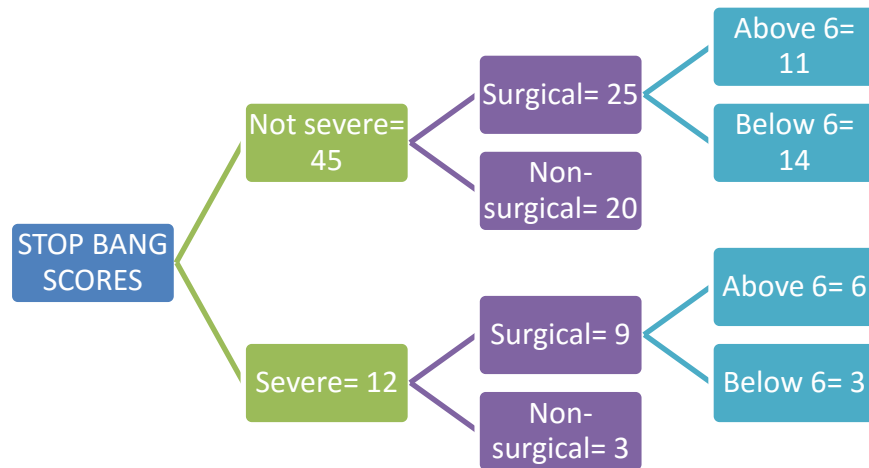 STOP BANG
SCORES
Not severe=
45
Surgical= 25
Above 6=
11
Below 6=
14
Non-
surgical= 20
Severe= 12
Surgical= 9
Above 6= 6
Below 6= 3
Non-
surgical= 3